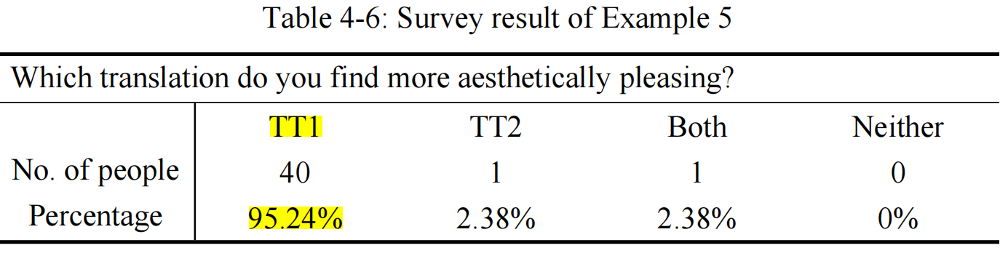 Table 4-6: Survey result of Example 5
Which translation do you find more aesthetically pleasing?
TT1 TT2 Both Neither
No. of people 40 1 1 0
Percentage 95.24% 2.38% 2.38% 0%